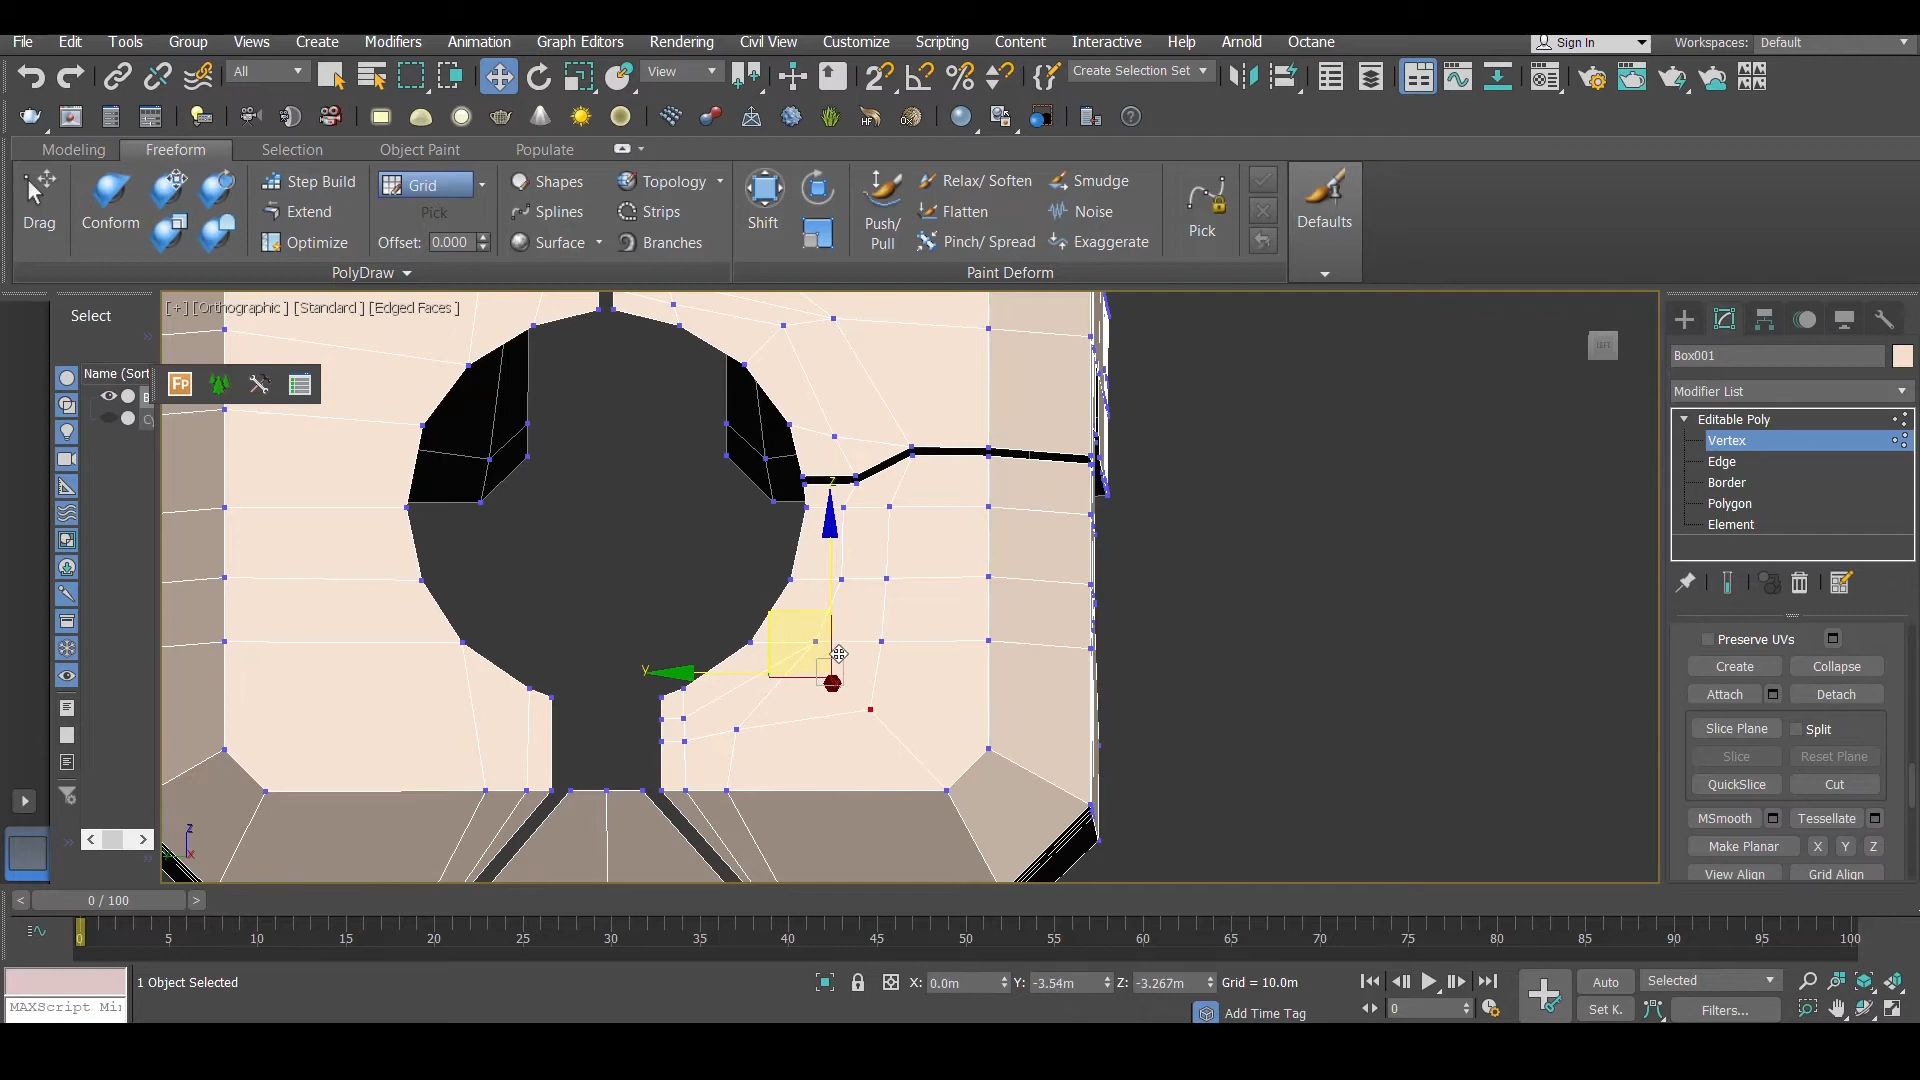 File Edit Tools Group Views Create Modifiers Animation Graph Editors Rendering Civil View Customize Scripting Content Interactive Help Arnold Octane Sign In Workspaces: Default
All View Create Selection Set
Modeling Freeform Selection Object Paint Populate
Drag Conform Step Build Extend Optimize Grid Pick Offset: 0.000 Shapes Splines Surface Topology Strips Branches Shift Push/Pull Relax/Soften Flatten Pinch/Spread Smudge Noise Exaggerate Pick Defaults
PolyDraw Paint Deform
Select
[+] [Orthographic] [Standard] [Edged Faces]
Name (Sort
Fp
LEFT
z
y
z
x
Box001
Modifier List
Editable Poly
Vertex
Edge
Border
Polygon
Element
Preserve UVs
Create Collapse
Attach Detach
Slice Plane Split
Slice Reset Plane
QuickSlice Cut
MSmooth Tessellate
Make Planar X Y Z
View Align Grid Align
0 / 100
0 5 10 15 20 25 30 35 40 45 50 55 60 65 70 75 80 85 90 95 100
1 Object Selected X: 0.0m Y: -3.54m Z: -3.267m Grid = 10.0m Auto Selected
MAXScript Mi Add Time Tag 0 Set K. Filters...